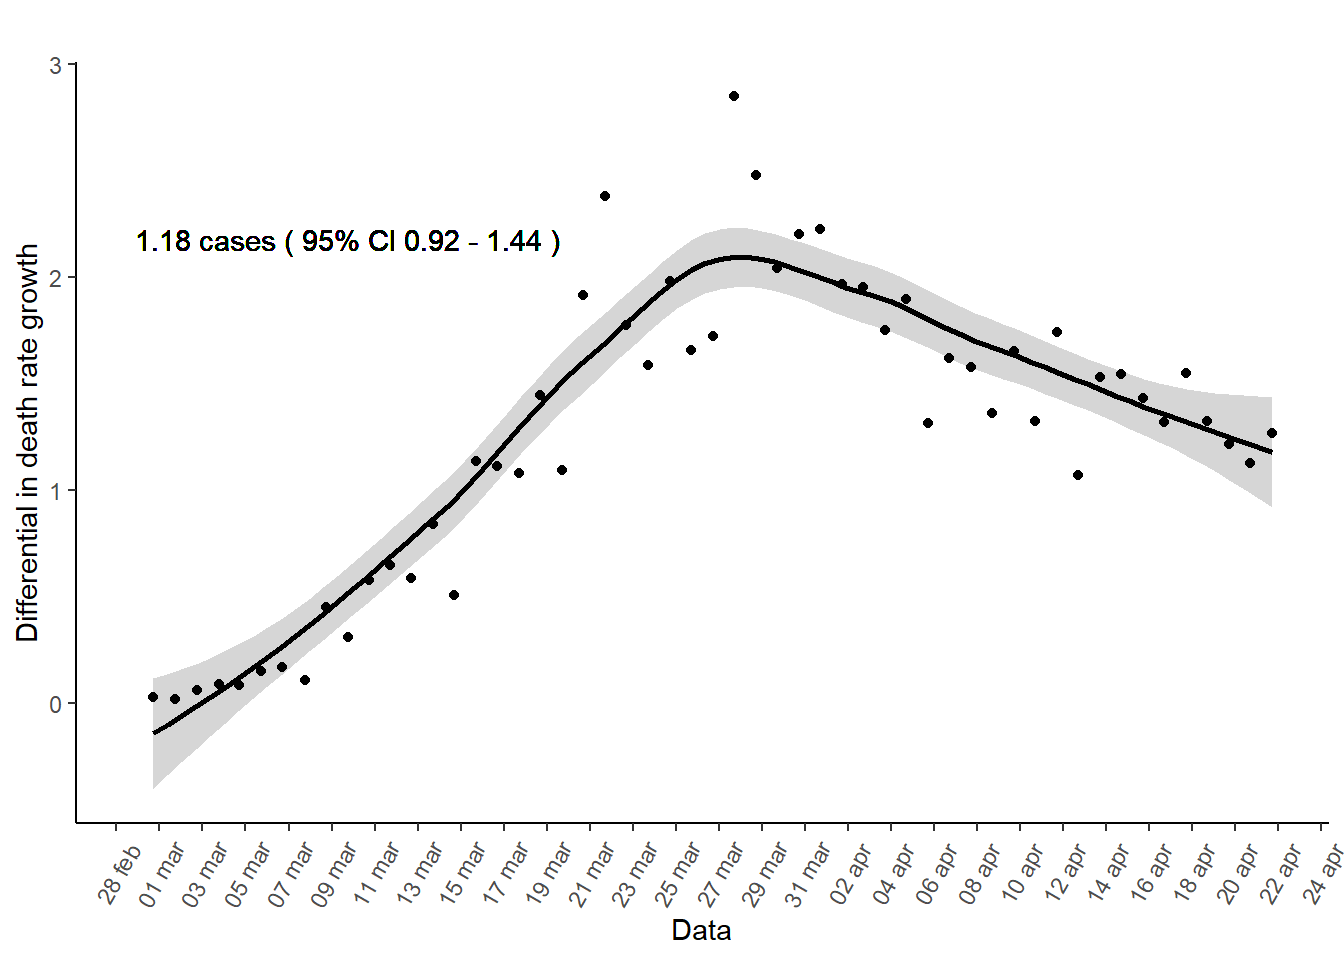 3
2
1
0
Differential in death rate growth
1.18 cases ( 95% CI 0.92 - 1.44 )
28 feb
01 mar
03 mar
05 mar
07 mar
09 mar
11 mar
13 mar
15 mar
17 mar
19 mar
21 mar
23 mar
25 mar
27 mar
29 mar
31 mar
02 apr
04 apr
06 apr
08 apr
10 apr
12 apr
14 apr
16 apr
18 apr
20 apr
22 apr
24 apr
Data